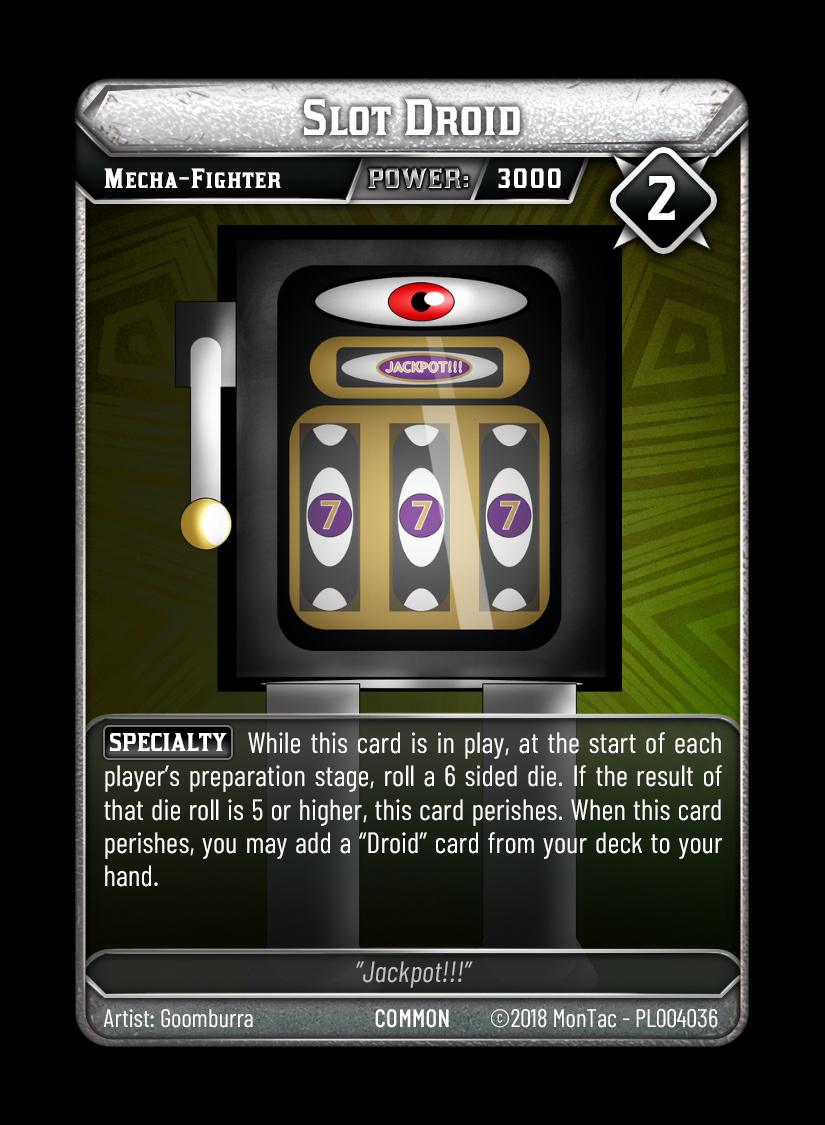 Slot Droid
Mecha-Fighter POWER: 3000 2
JACKPOT!!!
7 7 7
SPECIALTY While this card is in play, at the start of each
player's preparation stage, roll a 6 sided die. If the result of
that die roll is 5 or higher, this card perishes. When this card
perishes, you may add a "Droid" card from your deck to your
hand.
"Jackpot!!!"
Artist: Goomburra COMMON ©2018 MonTac - PL004036